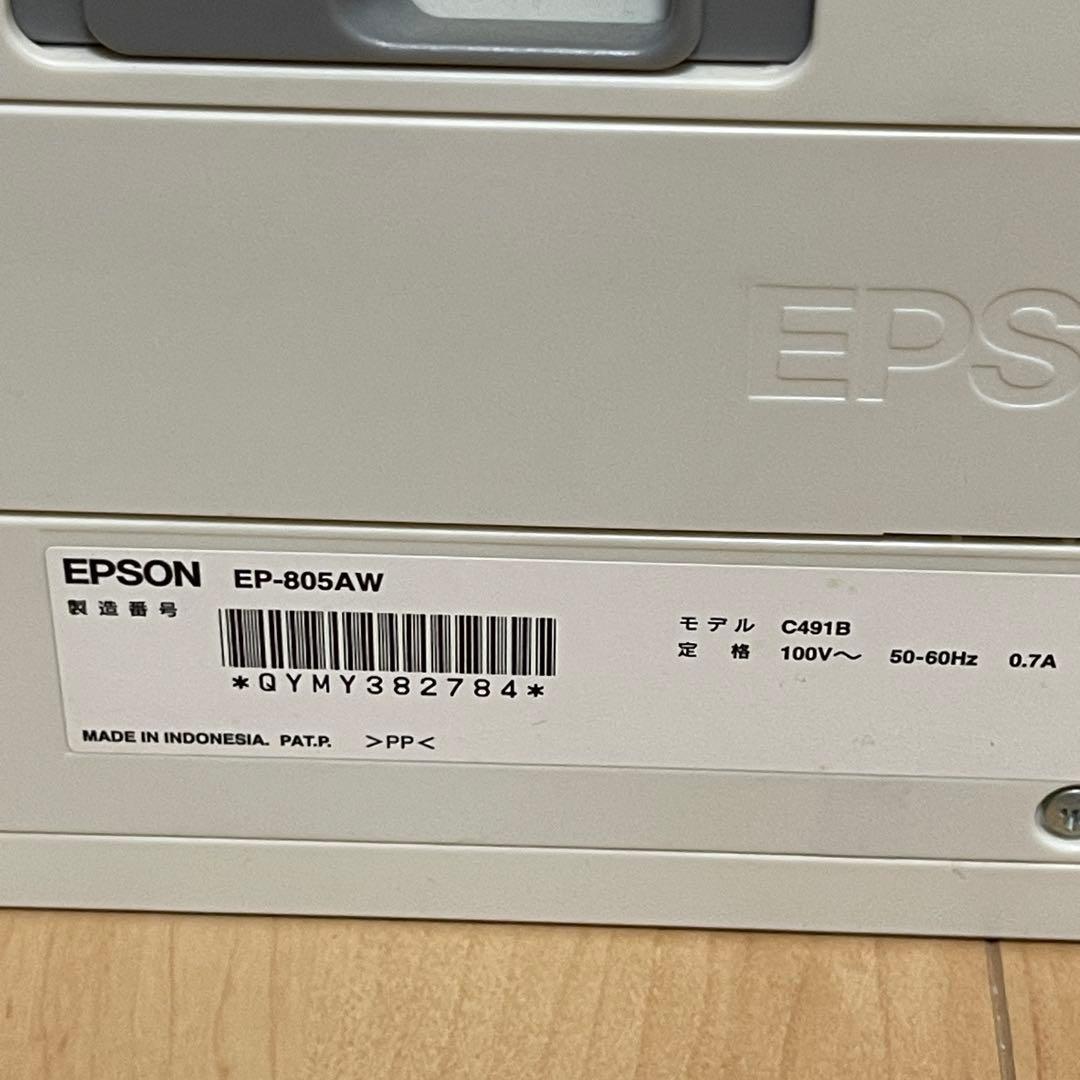 EPS
EPSON EP-805AW
製造番号
*QYMY382784*
モデル C491B
定格 100V〜 50-60Hz 0.7A
MADE IN INDONESIA. PAT.P. >PP<